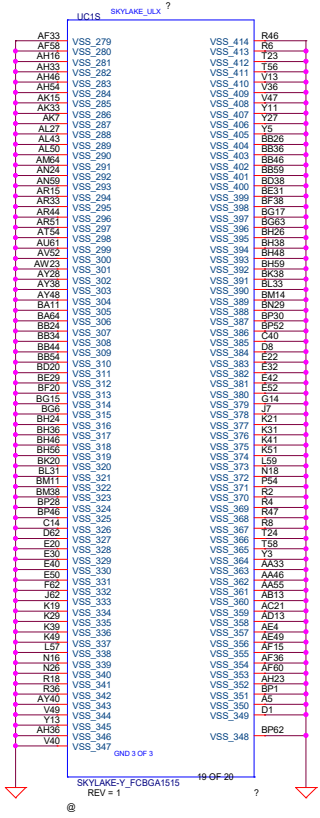 ?
UC1S SKYLAKE_ULX
AF33 VSS_279 VSS_414 R46
AF58 VSS_280 VSS_413 R6
AH16 VSS_281 VSS_412 T23
AH33 VSS_282 VSS_411 T56
AH46 VSS_283 VSS_410 V13
AH54 VSS_284 VSS_409 V36
AK15 VSS_285 VSS_408 V47
AK33 VSS_286 VSS_407 Y11
AK7 VSS_287 VSS_406 Y27
AL27 VSS_288 VSS_405 Y5
AL43 VSS_289 VSS_404 BB26
AL50 VSS_290 VSS_403 BB36
AM64 VSS_291 VSS_402 BB46
AN24 VSS_292 VSS_401 BB59
AN59 VSS_293 VSS_400 BD38
AR15 VSS_294 VSS_399 BE31
AR33 VSS_295 VSS_398 BF38
AR44 VSS_296 VSS_397 BG17
AR51 VSS_297 VSS_396 BG63
AT54 VSS_298 VSS_395 BH26
AU61 VSS_299 VSS_394 BH38
AV52 VSS_300 VSS_393 BH48
AW23 VSS_301 VSS_392 BH59
AY28 VSS_302 VSS_391 BK38
AY38 VSS_303 VSS_390 BL33
AY48 VSS_304 VSS_389 BM14
BA11 VSS_305 VSS_388 BN29
BA64 VSS_306 VSS_387 BP30
BB24 VSS_307 VSS_386 BP52
BB34 VSS_308 VSS_385 C40
BB44 VSS_309 VSS_384 D8
BB54 VSS_310 VSS_383 E22
BD20 VSS_311 VSS_382 E32
BE29 VSS_312 VSS_381 E42
BF20 VSS_313 VSS_380 E52
BG15 VSS_314 VSS_379 G14
BG6 VSS_315 VSS_378 J7
BH24 VSS_316 VSS_377 K21
BH36 VSS_317 VSS_376 K31
BH46 VSS_318 VSS_375 K41
BH56 VSS_319 VSS_374 K51
BK20 VSS_320 VSS_373 L59
BL31 VSS_321 VSS_372 N18
BM11 VSS_322 VSS_371 P54
BM38 VSS_323 VSS_370 R2
BP28 VSS_324 VSS_369 R4
BP46 VSS_325 VSS_368 R47
C14 VSS_326 VSS_367 R8
D62 VSS_327 VSS_366 T24
E20 VSS_328 VSS_365 T58
E30 VSS_329 VSS_364 Y3
E40 VSS_330 VSS_363 AA33
E50 VSS_331 VSS_362 AA46
F62 VSS_332 VSS_361 AA55
J62 VSS_333 VSS_360 AB13
K19 VSS_334 VSS_359 AC21
K29 VSS_335 VSS_358 AD13
K39 VSS_336 VSS_357 AE4
K49 VSS_337 VSS_356 AE49
L57 VSS_338 VSS_355 AF15
N16 VSS_339 VSS_354 AF36
N26 VSS_340 VSS_353 AF60
R18 VSS_341 VSS_352 AH23
R36 VSS_342 VSS_351 BP1
AY40 VSS_343 VSS_350 A5
V49 VSS_344 VSS_349 D1
Y13 VSS_345
AH36 VSS_346 VSS_348 BP62
V40 VSS_347
GND 3 OF 3
19 OF 20
SKYLAKE-Y_FCBGA1515
REV = 1 ?
@